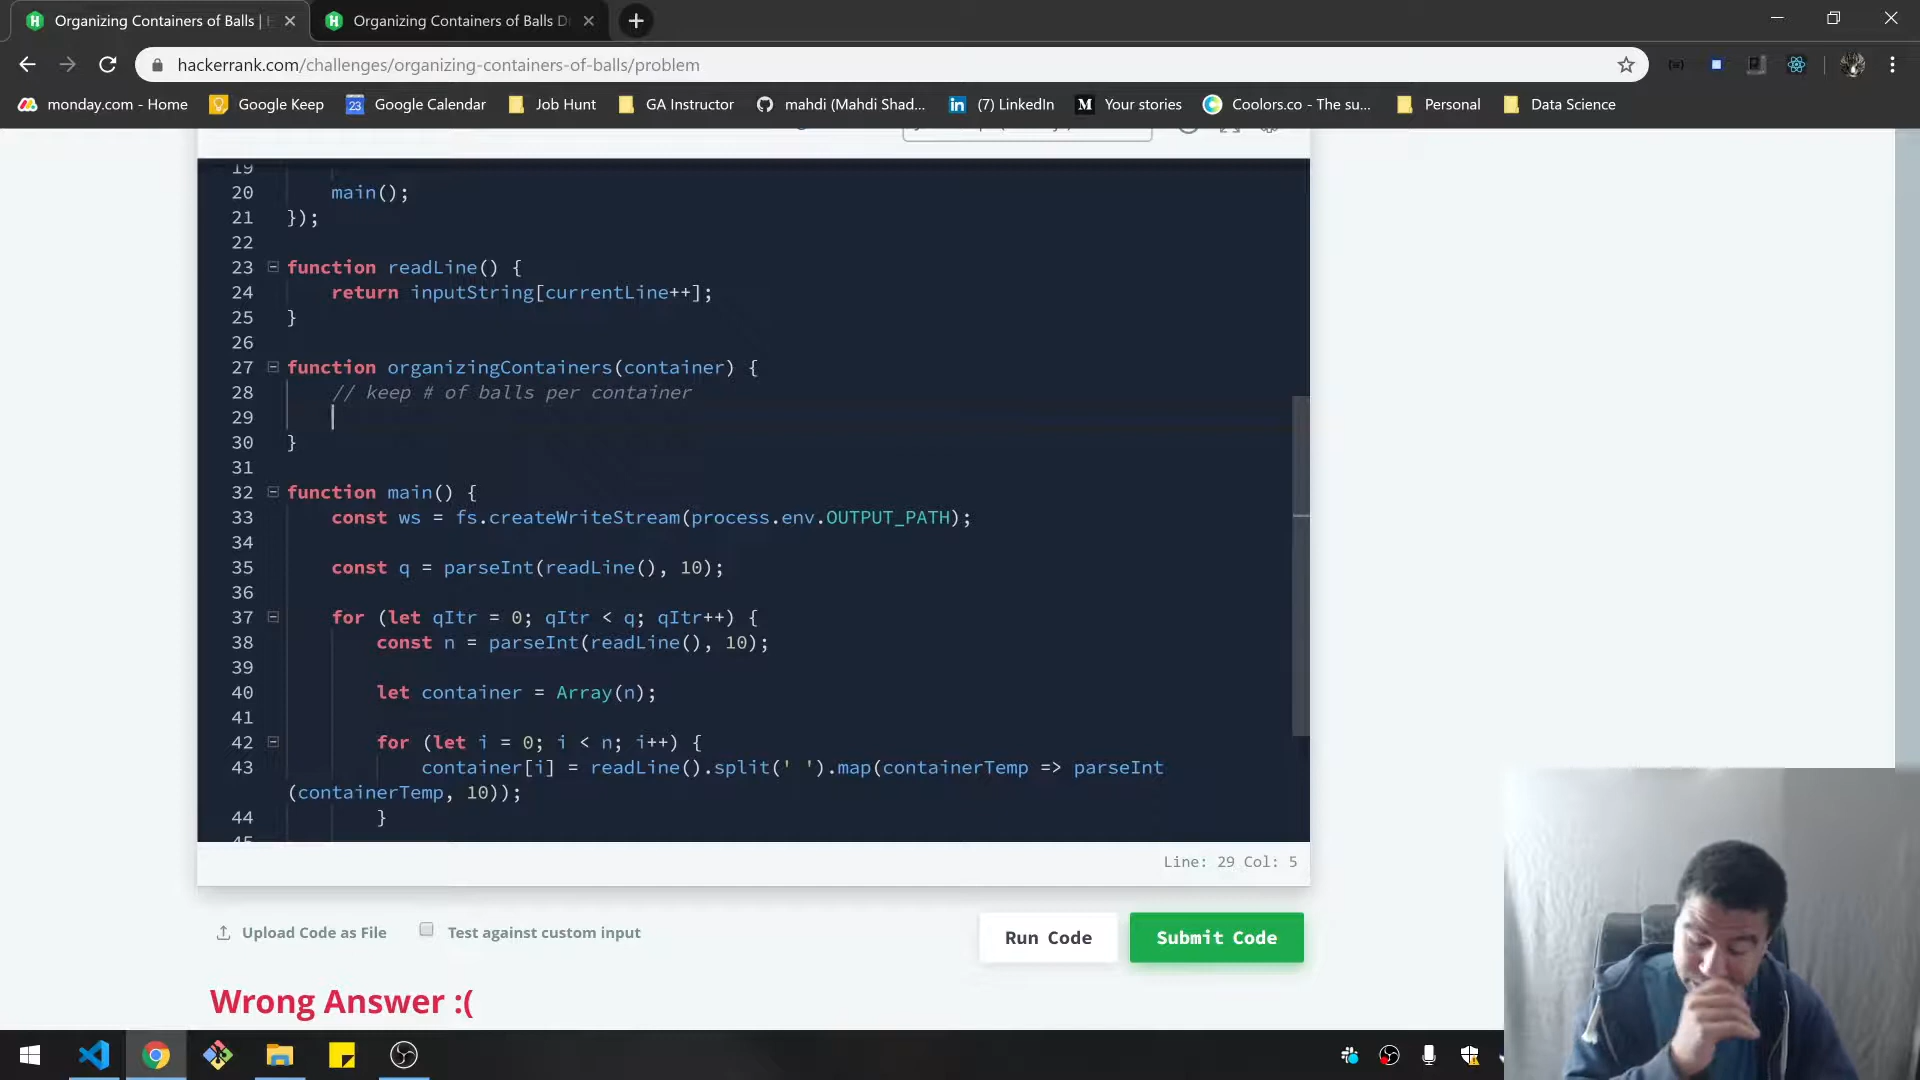 Organizing Containers of Balls |
Organizing Containers of Balls D
hackerrank.com/challenges/organizing-containers-of-balls/problem
monday.com - Home
Google Keep
23 Google Calendar
Job Hunt
GA Instructor
mahdi (Mahdi Shad...
in (7) LinkedIn
M Your stories
Coolors.co - The su...
Personal
Data Science
19
20 main();
21 });
22
23 function readLine() {
24 return inputString[currentLine++];
25 }
26
27 function organizingContainers(container) {
28 // keep # of balls per container
29
30 }
31
32 function main() {
33 const ws = fs.createWriteStream(process.env.OUTPUT_PATH);
34
35 const q = parseInt(readLine(), 10);
36
37 for (let qItr = 0; qItr < q; qItr++) {
38 const n = parseInt(readLine(), 10);
39
40 let container = Array(n);
41
42 for (let i = 0; i < n; i++) {
43 container[i] = readLine().split(' ').map(containerTemp => parseInt
(containerTemp, 10));
44 }
Line: 29 Col: 5
Upload Code as File
Test against custom input
Run Code
Submit Code
Wrong Answer :(